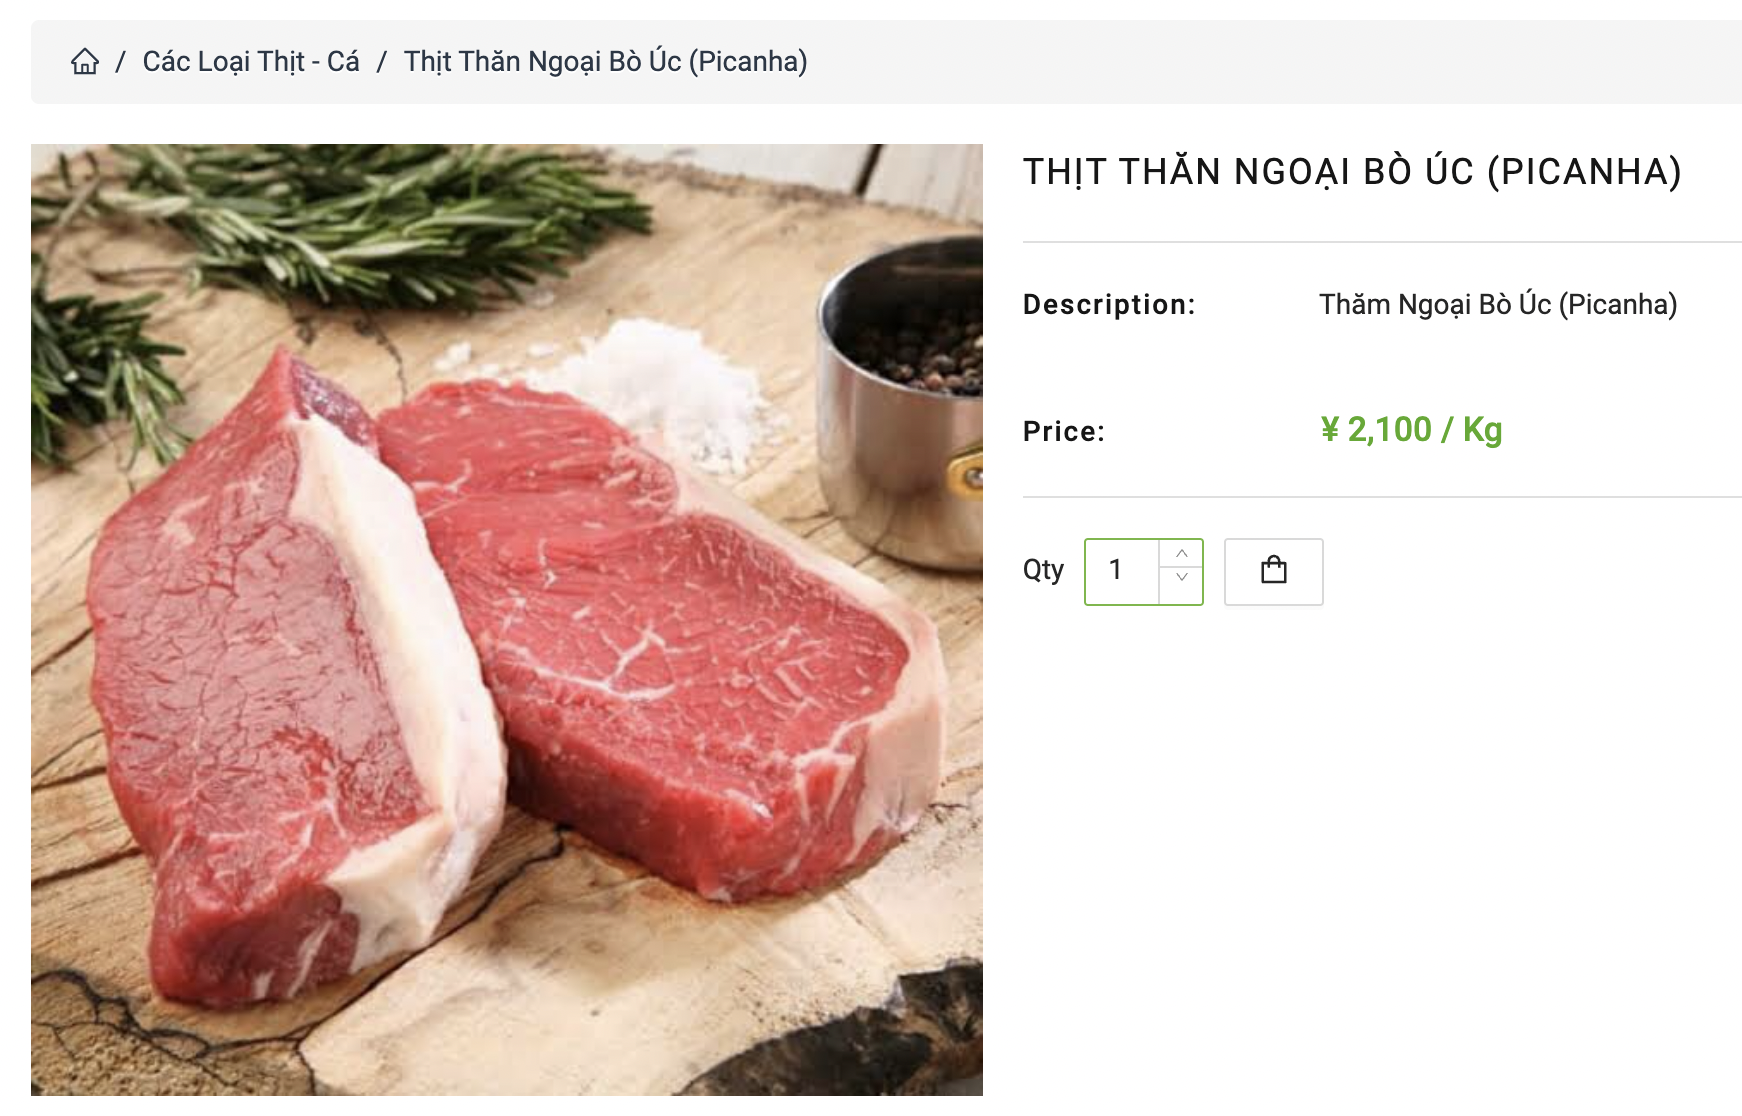 / Các Loại Thịt - Cá / Thịt Thăn Ngoại Bò Úc (Picanha)
THỊT THĂN NGOẠI BÒ ÚC (PICANHA)
Description: Thăm Ngoại Bò Úc (Picanha)
Price: ¥ 2,100 / Kg
Qty 1